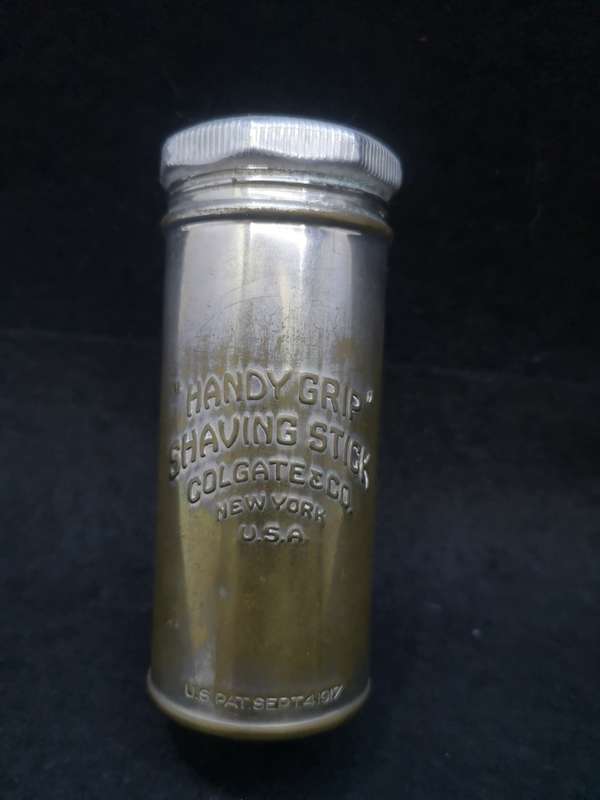 "HANDY GRIP"
SHAVING STICK
COLGATE & CO.
NEW YORK
U.S.A.
U.S. PAT. SEPT 4 1917